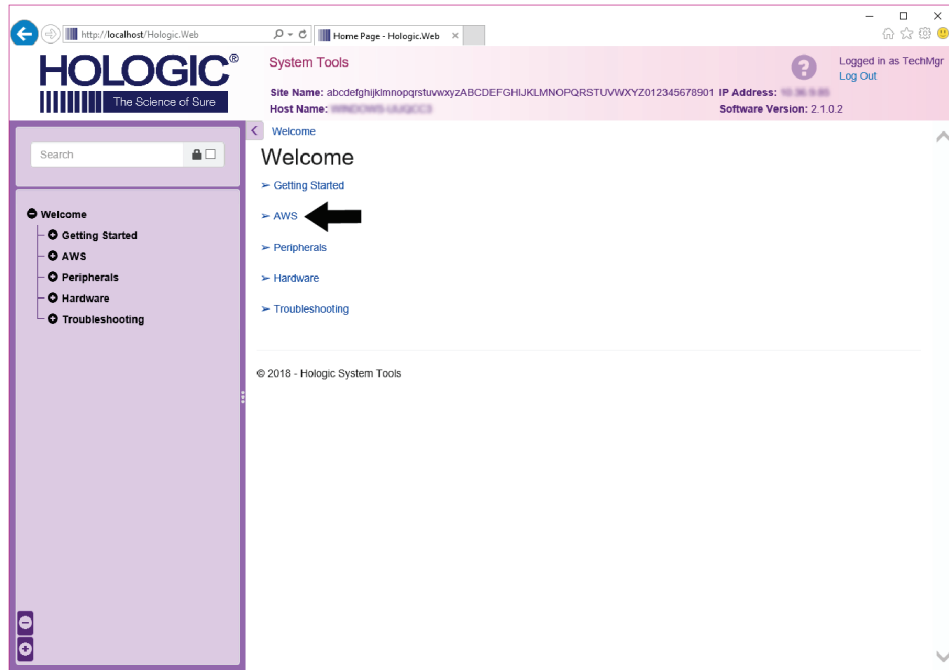 http://localhost/Hologic.Web
Home Page - Hologic.Web
HOLOGIC®
The Science of Sure
System Tools
Site Name: abcdefghijklmnopqrstuvwxyzABCDEFGHIJKLMNOPQRSTUVWXYZ012345678901 IP Address:
Host Name:
Software Version: 2.1.0.2
Logged in as TechMgr
Log Out
Search
Welcome
Getting Started
AWS
Peripherals
Hardware
Troubleshooting
Welcome
Welcome
➢ Getting Started
➢ AWS
➢ Peripherals
➢ Hardware
➢ Troubleshooting
© 2018 - Hologic System Tools